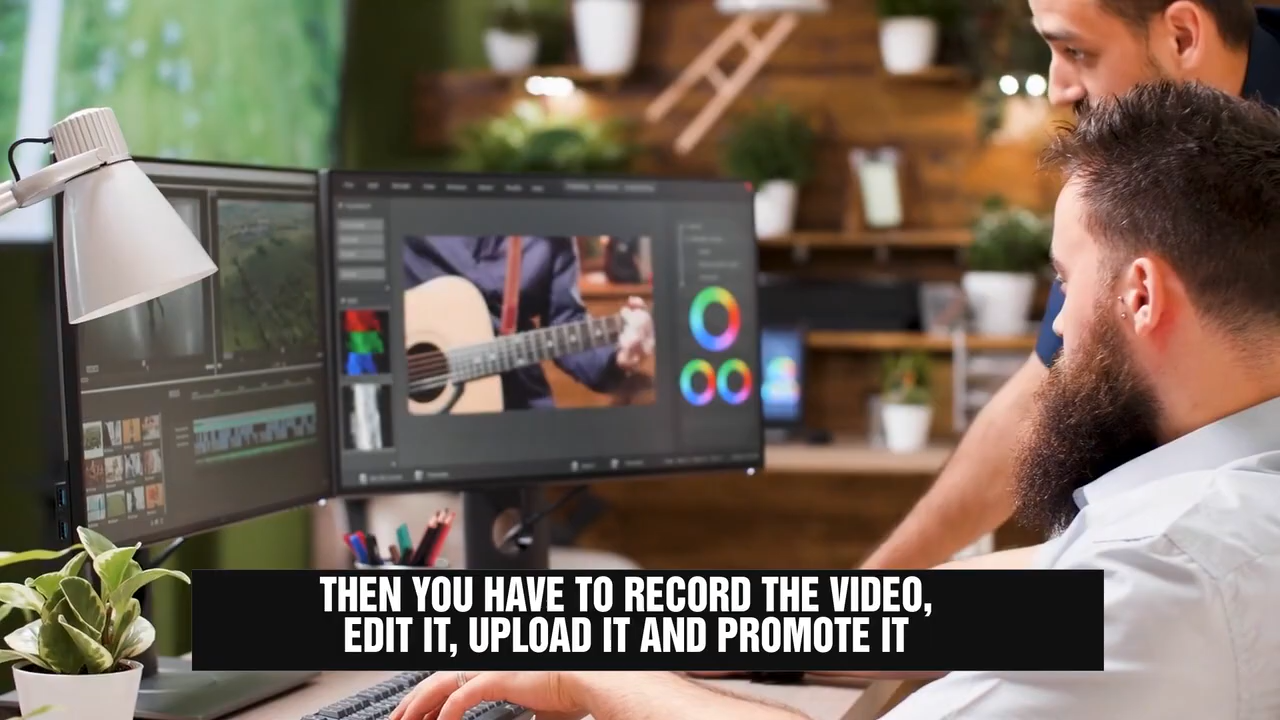 THEN YOU HAVE TO RECORD THE VIDEO,
EDIT IT, UPLOAD IT AND PROMOTE IT